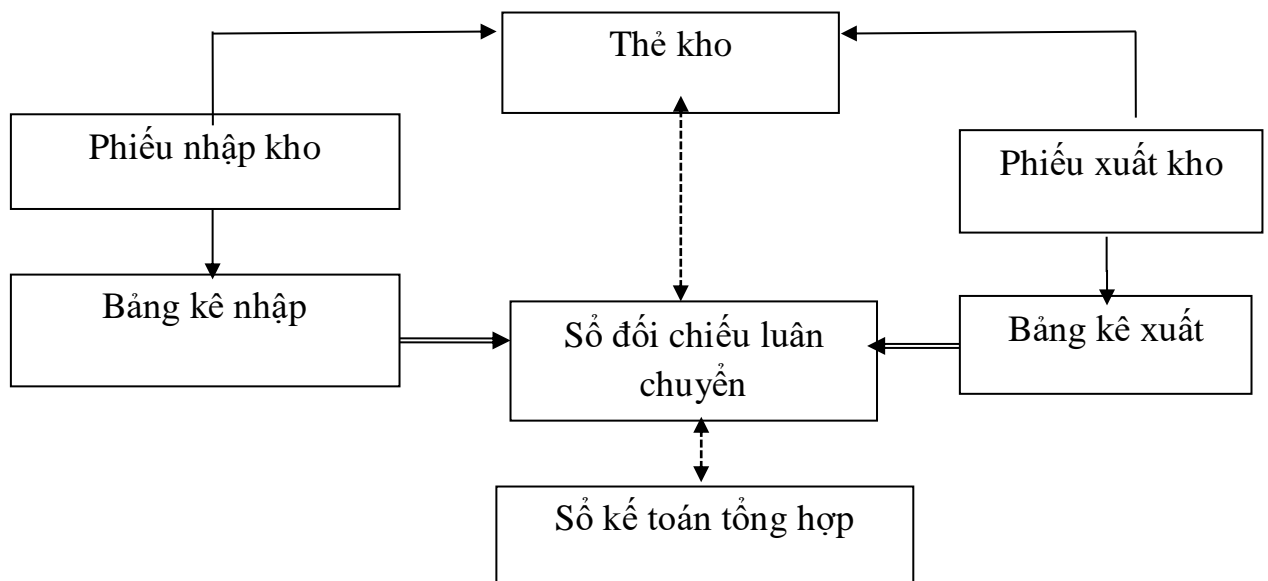 Thẻ kho
Phiếu nhập kho
Phiếu xuất kho
Bảng kê nhập
Sổ đối chiếu luân
chuyển
Bảng kê xuất
Sổ kế toán tổng hợp